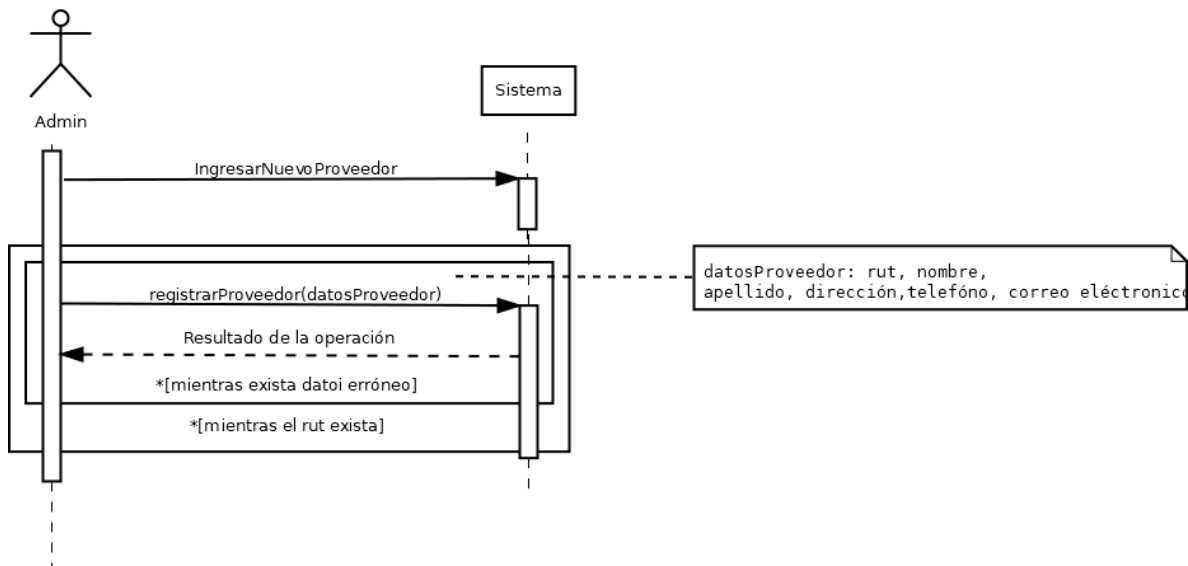 Admin
Sistema
IngresarNuevoProveedor
datosProveedor: rut, nombre,
apellido, dirección,telefóno, correo eléctronico
registrarProveedor(datosProveedor)
Resultado de la operación
*[mientras exista datoi erróneo]
*[mientras el rut exista]